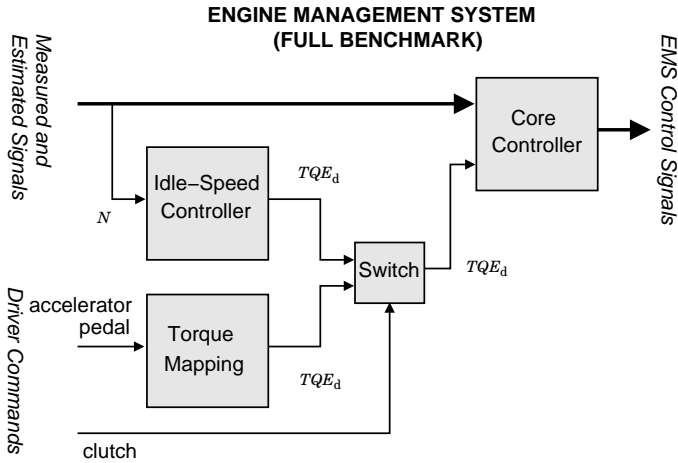 ENGINE MANAGEMENT SYSTEM
(FULL BENCHMARK)
Measured and
Estimated Signals
EMS Control Signals
Core
Controller
Idle−Speed
Controller
TQE_d
N
Switch
TQE_d
Driver Commands
accelerator
pedal
Torque
Mapping
TQE_d
clutch